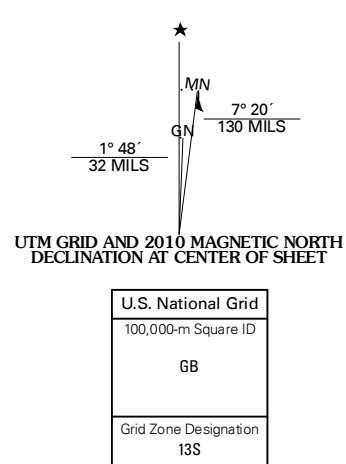 ★
MN
7° 20´
130 MILS
GN
1° 48´
32 MILS
UTM GRID AND 2010 MAGNETIC NORTH
DECLINATION AT CENTER OF SHEET
U.S. National Grid
100,000-m Square ID
GB
Grid Zone Designation
13S